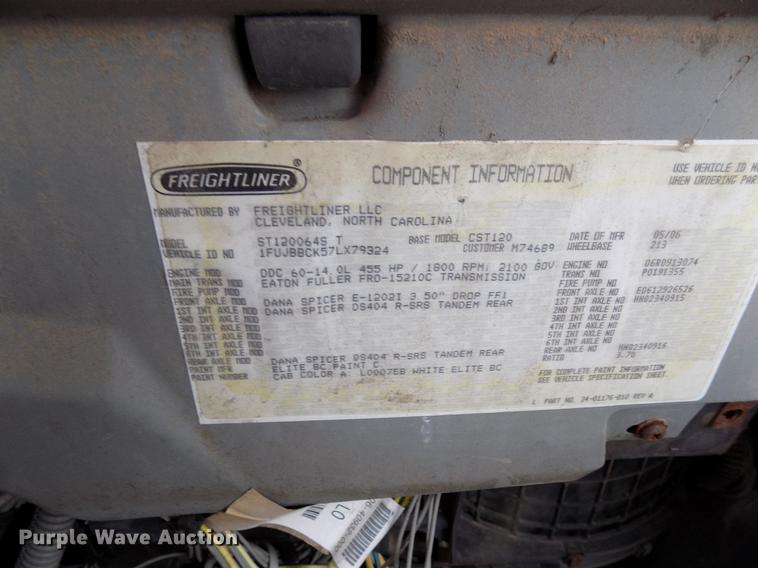 FREIGHTLINER ®
COMPONENT INFORMATION
USE VEHICLE ID
WHEN ORDERING
MANUFACTURED BY FREIGHTLINER LLC
CLEVELAND, NORTH CAROLINA
MODEL ST120064S T BASE MODEL CST120 DATE OF MFR 05/06
VEHICLE ID NO 1FUJBBCK57LX79324 CUSTOMER M74689 WHEELBASE 213
ENGINE MOD DDC 60-14.0L 455 HP / 1800 RPM; 2100 GOV ENGINE NO 06R0913074
MAIN TRANS MOD EATON FULLER FRO-15210C TRANSMISSION TRANS NO P0191355
FIRE PUMP MOD FIRE PUMP NO
FRONT AXLE MOD DANA SPICER E-1202I 3.50" DROP FF1 FRONT AXLE NO E0612926526
1ST INT AXLE MOD DANA SPICER DS404 R-SRS TANDEM REAR 1ST INT AXLE NO HH02340915
2ND INT AXLE MOD 2ND INT AXLE NO
3RD INT AXLE MOD 3RD INT AXLE NO
4TH INT AXLE MOD 4TH INT AXLE NO
5TH INT AXLE MOD 5TH INT AXLE NO
6TH INT AXLE MOD 6TH INT AXLE NO
REAR AXLE MOD DANA SPICER DS404 R-SRS TANDEM REAR REAR AXLE NO HH02340916
PAINT MFR ELITE BC PAINT C RATIO 3.70
PAINT NUMBER CAB COLOR A: L0007EB WHITE ELITE BC
FOR COMPLETE PAINT INFORMATION
SEE VEHICLE SPECIFICATION SHEET.
L PART NO. 24-01176-010 REV A
LO
Purple Wave Auction